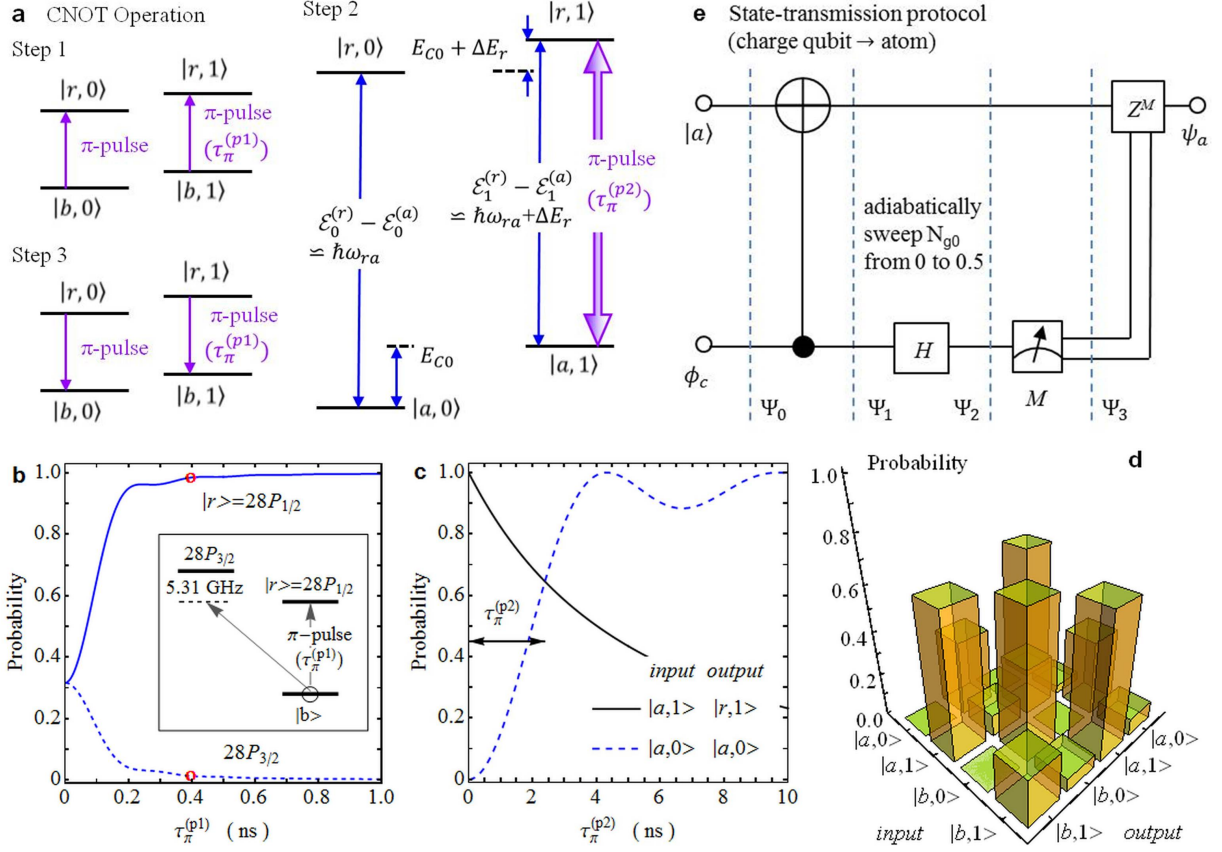 a CNOT Operation
Step 1
|r, 0⟩
|r, 1⟩
π-pulse
π-pulse
(τ_π^(p1))
|b, 0⟩
|b, 1⟩
Step 3
|r, 0⟩
|r, 1⟩
π-pulse
π-pulse
(τ_π^(p1))
|b, 0⟩
|b, 1⟩
Step 2
|r, 0⟩
|r, 1⟩
E_C0 + ΔE_r
ℰ_0^(r) − ℰ_0^(a)
≃ ħω_ra
ℰ_1^(r) − ℰ_1^(a)
≃ ħω_ra+ΔE_r
π-pulse
(τ_π^(p2))
E_C0
|a, 0⟩
|a, 1⟩
e State-transmission protocol
(charge qubit → atom)
|a⟩
Z^M
ψ_a
adiabatically
sweep N_g0
from 0 to 0.5
ϕ_c
H
M
Ψ_0
Ψ_1
Ψ_2
Ψ_3
b
Probability
1.0
0.8
0.6
0.4
0.2
0
0
0.2
0.4
0.6
0.8
1.0
τ_π^(p1) ( ns )
|r>=28P_1/2
28P_3/2
5.31 GHz
|r>=28P_1/2
π−pulse
(τ_π^(p1))
|b>
28P_3/2
c
Probability
1.0
0.8
0.6
0.4
0.2
0
0
2
4
6
8
10
τ_π^(p2) ( ns )
τ_π^(p2)
input output
|a,1> |r,1>
|a,0> |a,0>
d
Probability
1.0
0.8
0.6
0.4
0.2
0.0
|a,0>
|a,1>
|b,0>
|b,1>
input
|a,0>
|a,1>
|b,0>
|b,1>
output